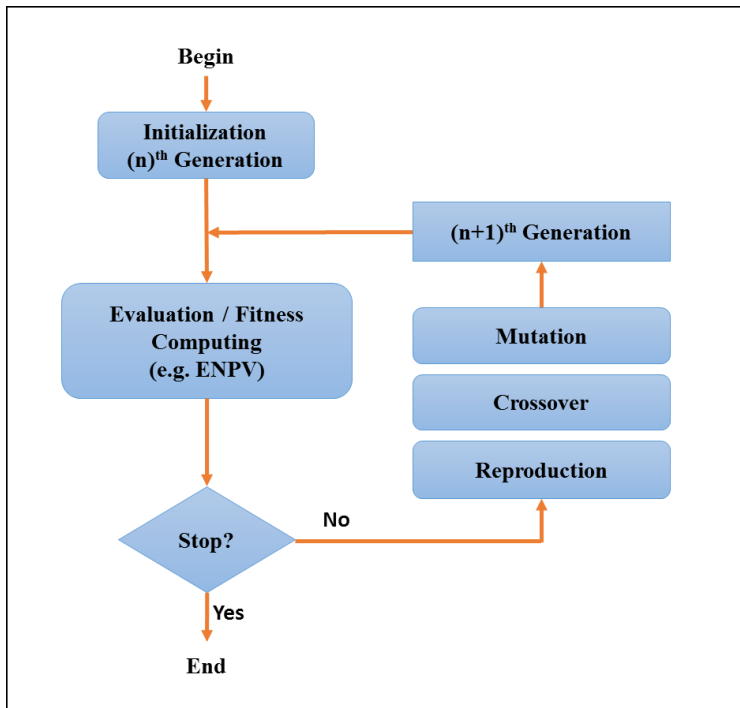 Begin
Initialization
(n)th Generation
(n+1)th Generation
Evaluation / Fitness
Computing
(e.g. ENPV)
Mutation
Crossover
Reproduction
Stop?
No
Yes
End